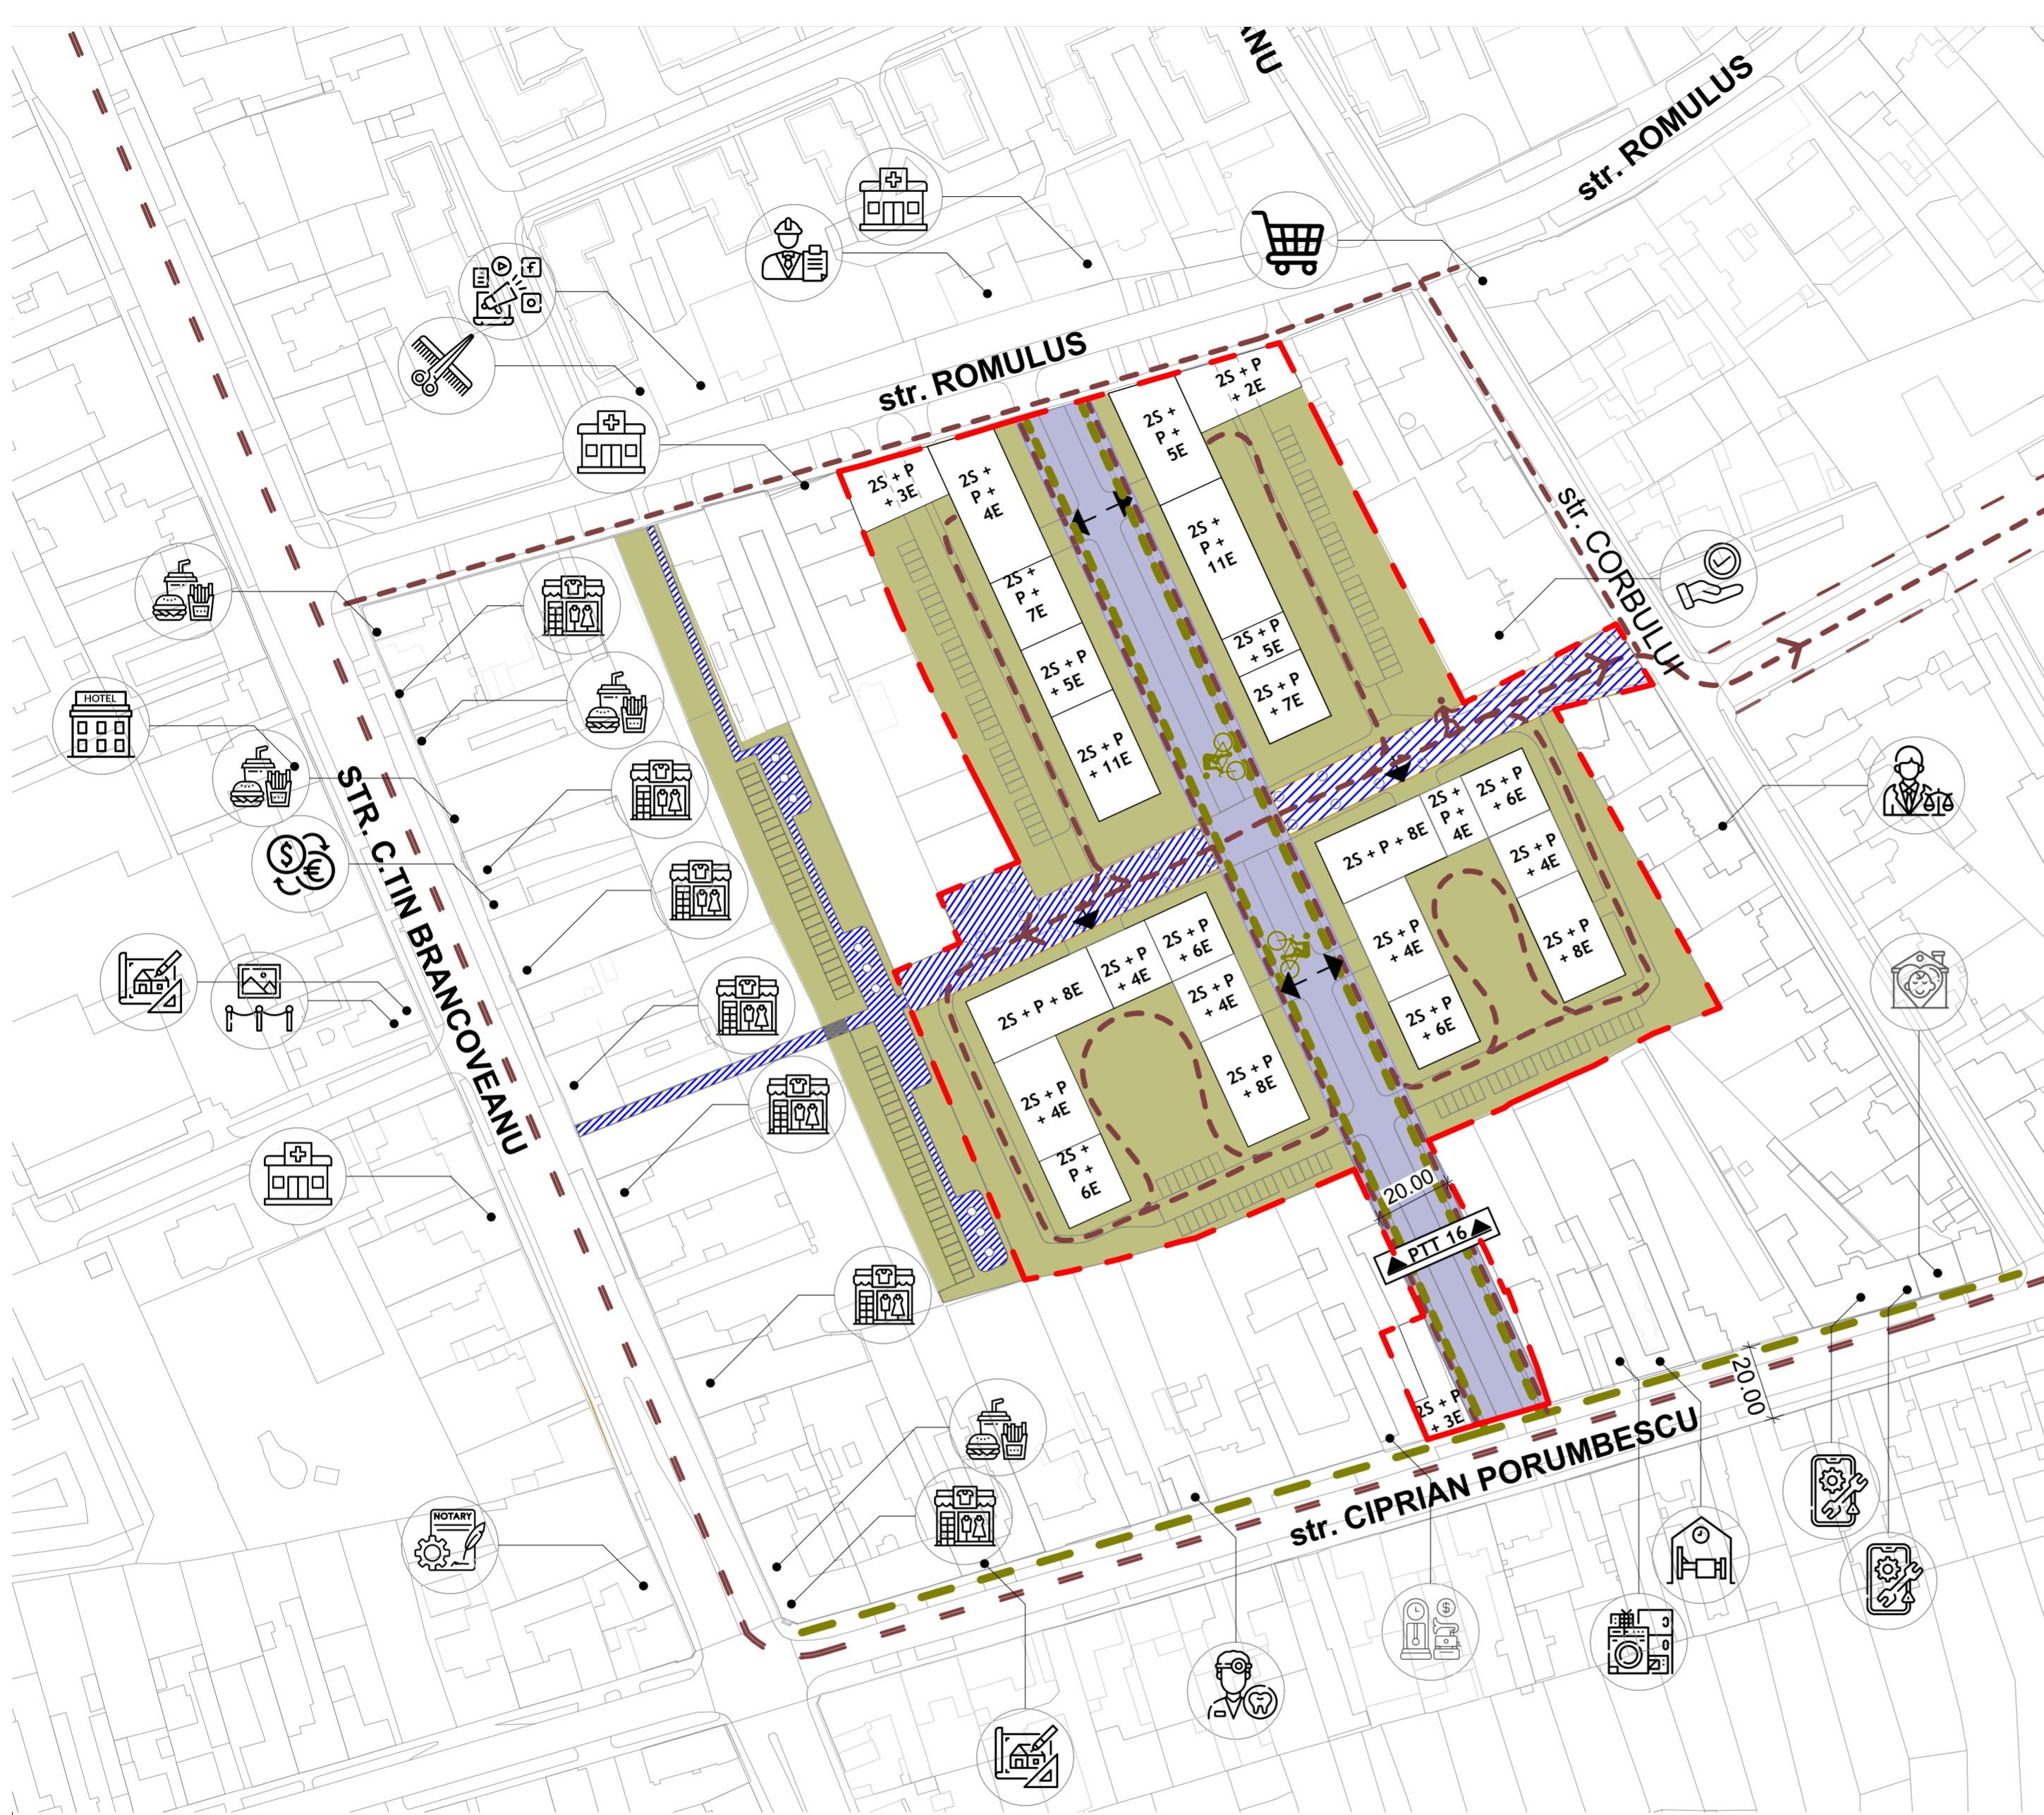 ANU
str. ROMULUS
str. ROMULUS
2S + P
+ 2E
2S +
P +
5E
2S + P
+ 3E
2S +
P +
4E
2S +
P +
11E
2S +
P +
7E
2S + P
+ 5E
2S + P
+ 5E
2S + P
+ 7E
2S + P
+ 11E
str. CORBULUI
HOTEL
STR. C.TIN BRANCOVEANU
2S + P + 8E
2S +
P +
4E
2S + P
+ 6E
2S + P
+ 4E
2S + P
+ 4E
2S + P
+ 8E
2S + P
+ 6E
2S + P + 8E
2S + P
+ 4E
2S + P
+ 6E
2S + P
+ 4E
2S + P
+ 4E
2S + P
+ 8E
2S +
P +
6E
20.00
PTT 16
2S + P
+ 3E
20.00
str. CIPRIAN PORUMBESCU
NOTARY